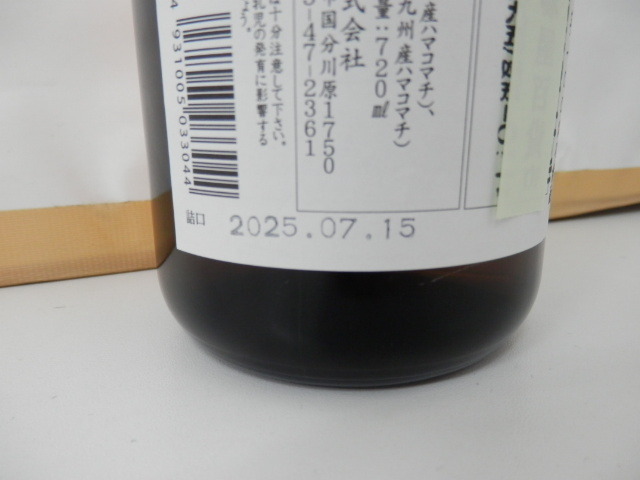 産ハマコマチ)、
九州産ハマコマチ)
量:720㎖
式会社
国分川原1750
-47-2361
十分注意して下さい。
乳児の発育に影響する
4 931005 033044
詰口 2025.07.15